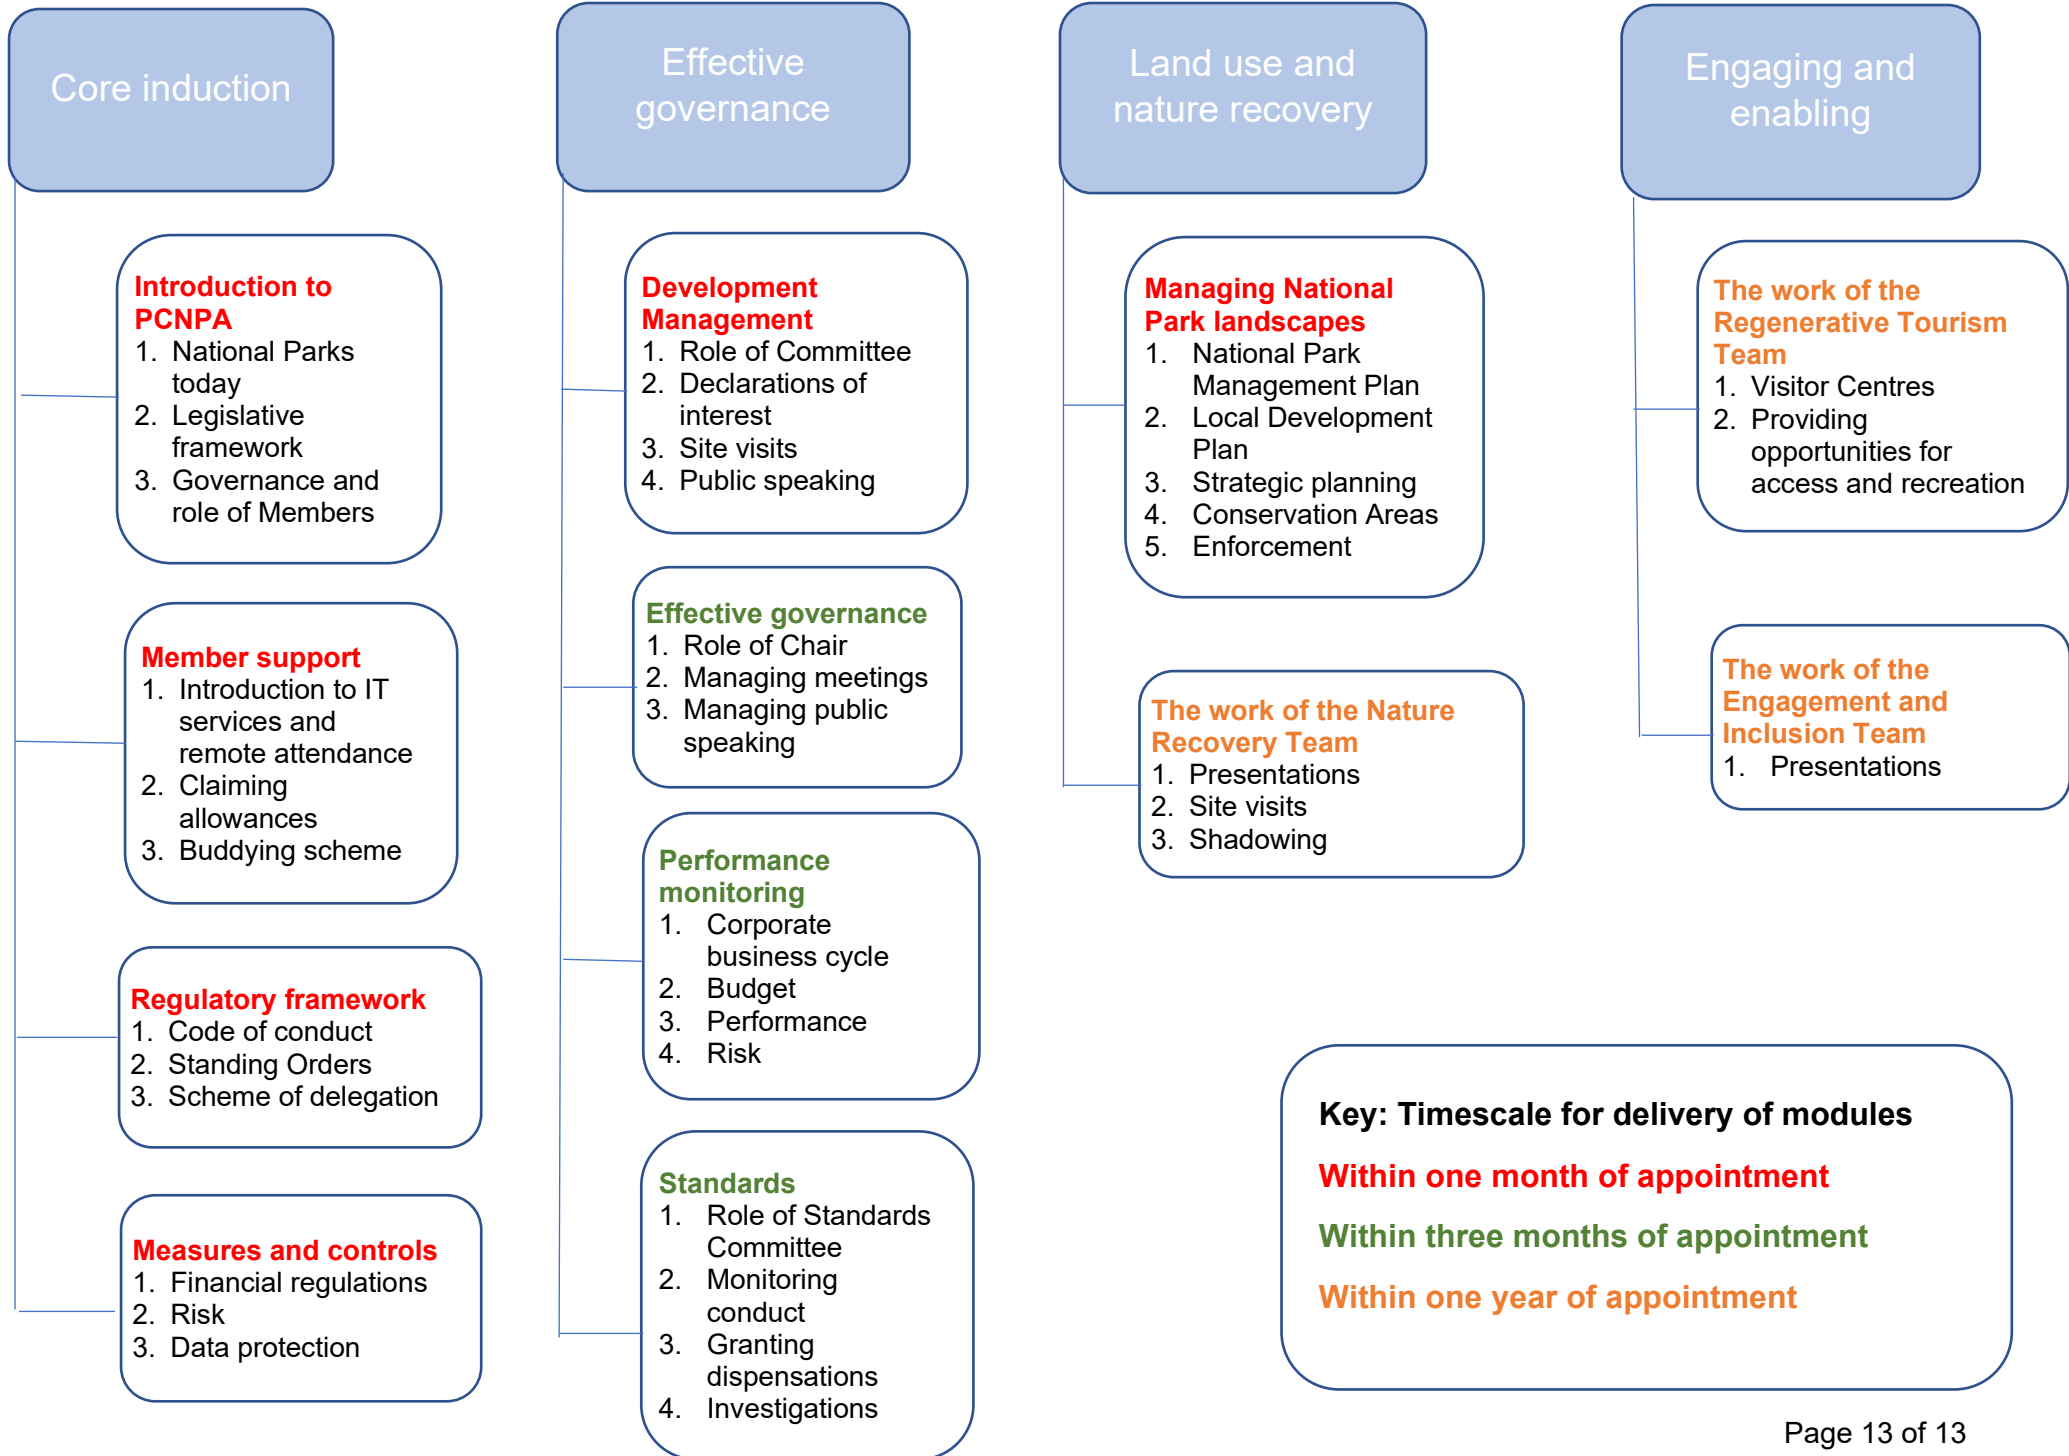 Core induction
Introduction to
PCNPA
1. National Parks
today
2. Legislative
framework
3. Governance and
role of Members
Member support
1. Introduction to IT
services and
remote attendance
2. Claiming
allowances
3. Buddying scheme
Regulatory framework
1. Code of conduct
2. Standing Orders
3. Scheme of delegation
Measures and controls
1. Financial regulations
2. Risk
3. Data protection
Effective
governance
Development
Management
1. Role of Committee
2. Declarations of
interest
3. Site visits
4. Public speaking
Effective governance
1. Role of Chair
2. Managing meetings
3. Managing public
speaking
Performance
monitoring
1. Corporate
business cycle
2. Budget
3. Performance
4. Risk
Standards
1. Role of Standards
Committee
2. Monitoring
conduct
3. Granting
dispensations
4. Investigations
Land use and
nature recovery
Managing National
Park landscapes
1. National Park
Management Plan
2. Local Development
Plan
3. Strategic planning
4. Conservation Areas
5. Enforcement
The work of the Nature
Recovery Team
1. Presentations
2. Site visits
3. Shadowing
Engaging and
enabling
The work of the
Regenerative Tourism
Team
1. Visitor Centres
2. Providing
opportunities for
access and recreation
The work of the
Engagement and
Inclusion Team
1. Presentations
Key: Timescale for delivery of modules
Within one month of appointment
Within three months of appointment
Within one year of appointment
Page 13 of 13